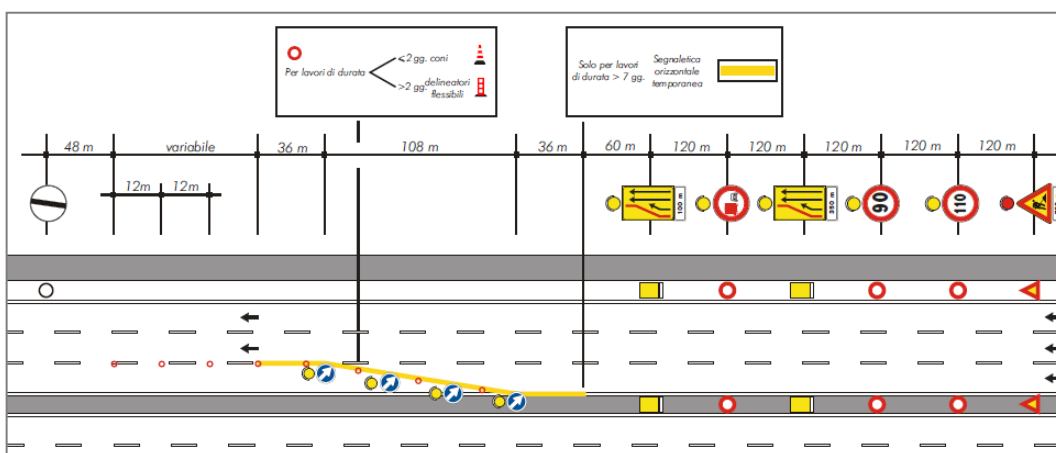 Per lavori di durata
≤2 gg. coni
>2 gg. delineatori
flessibili
Solo per lavori
di durata > 7 gg.
Segnaletica
orizzontale
temporanea
48 m
variabile
36 m
108 m
36 m
60 m
120 m
120 m
120 m
120 m
120 m
12m
12m
100 m
350 m
90
110